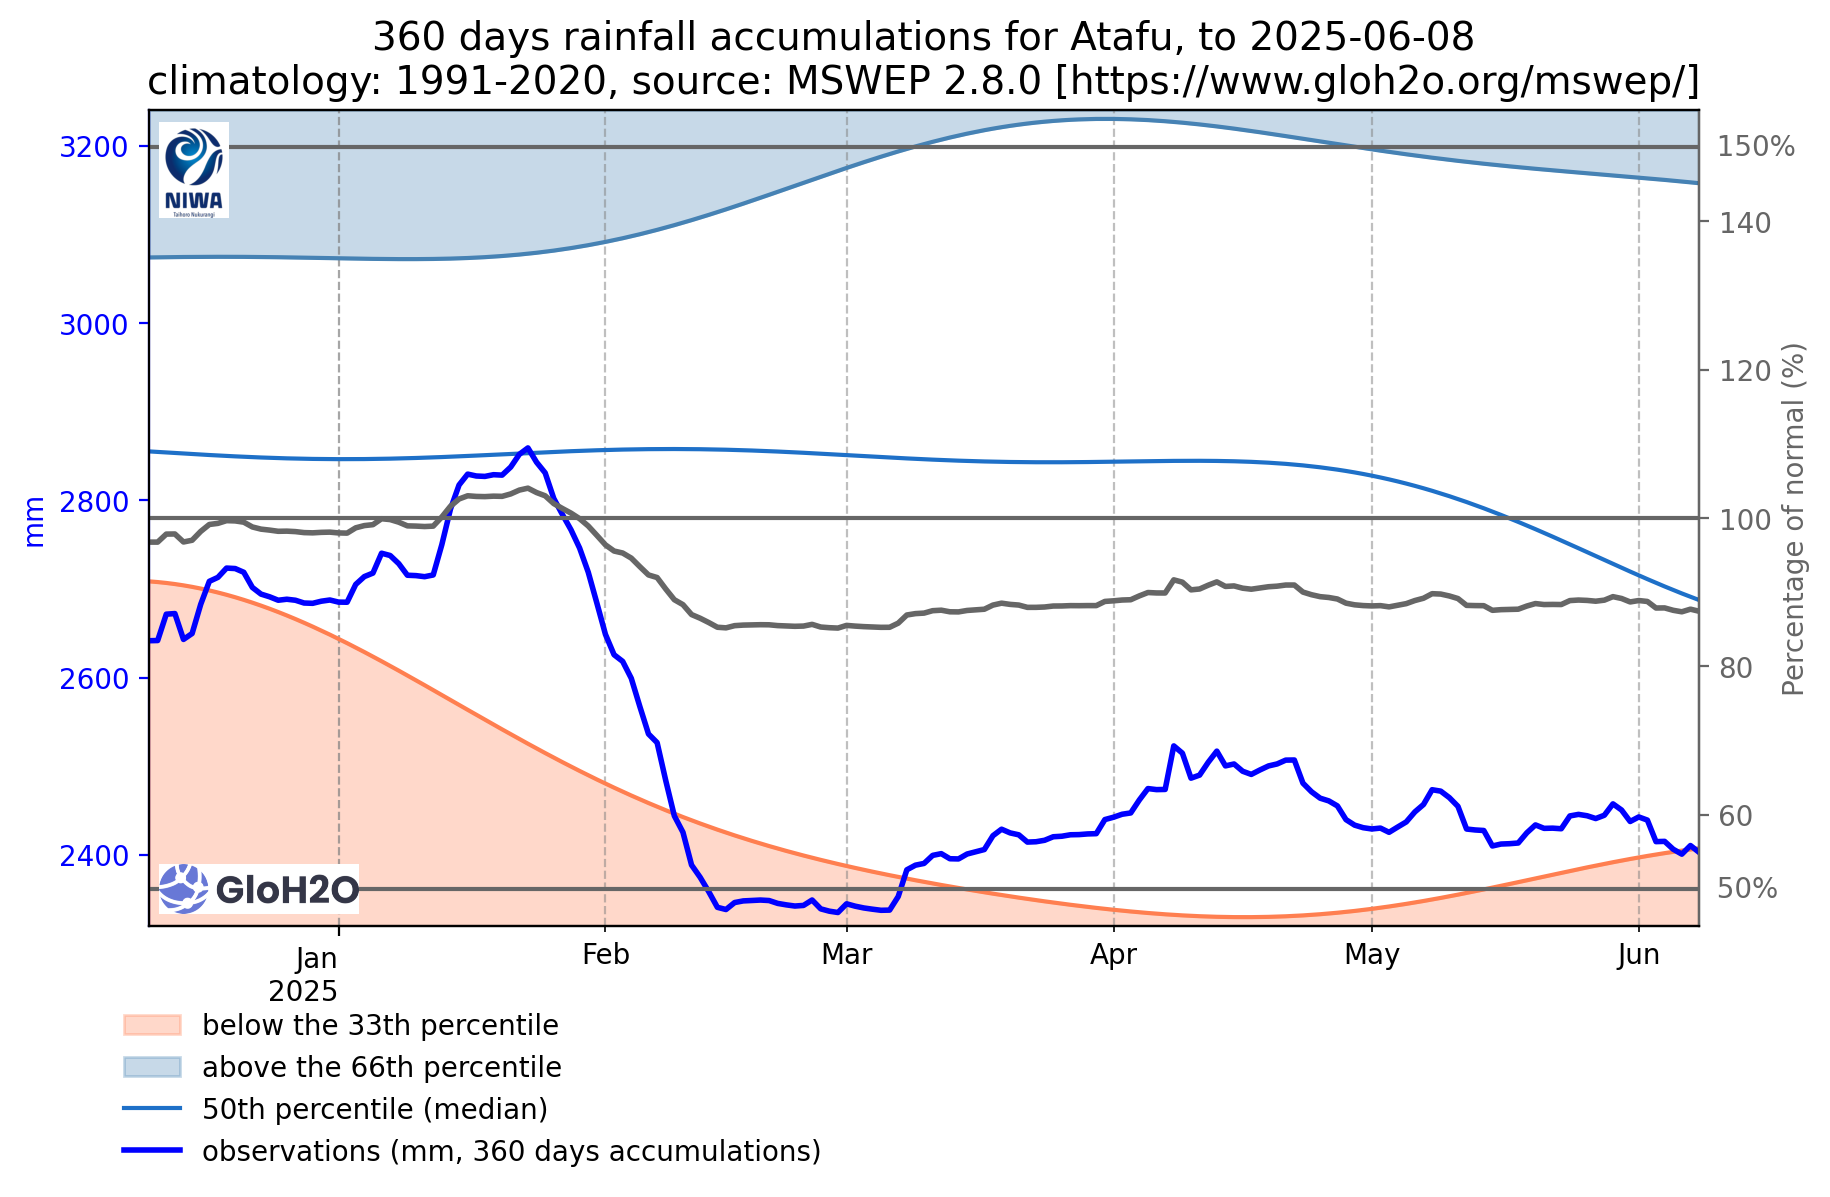 360 days rainfall accumulations for Atafu, to 2025-06-08
climatology: 1991-2020, source: MSWEP 2.8.0 [https://www.gloh2o.org/mswep/]
3200
3000
2800
2600
2400
mm
150%
140
120
100
80
60
50%
Percentage of normal (%)
NIWA
Taihoro Nukurangi
GloH2O
Jan
2025
Feb
Mar
Apr
May
Jun
below the 33th percentile
above the 66th percentile
50th percentile (median)
observations (mm, 360 days accumulations)